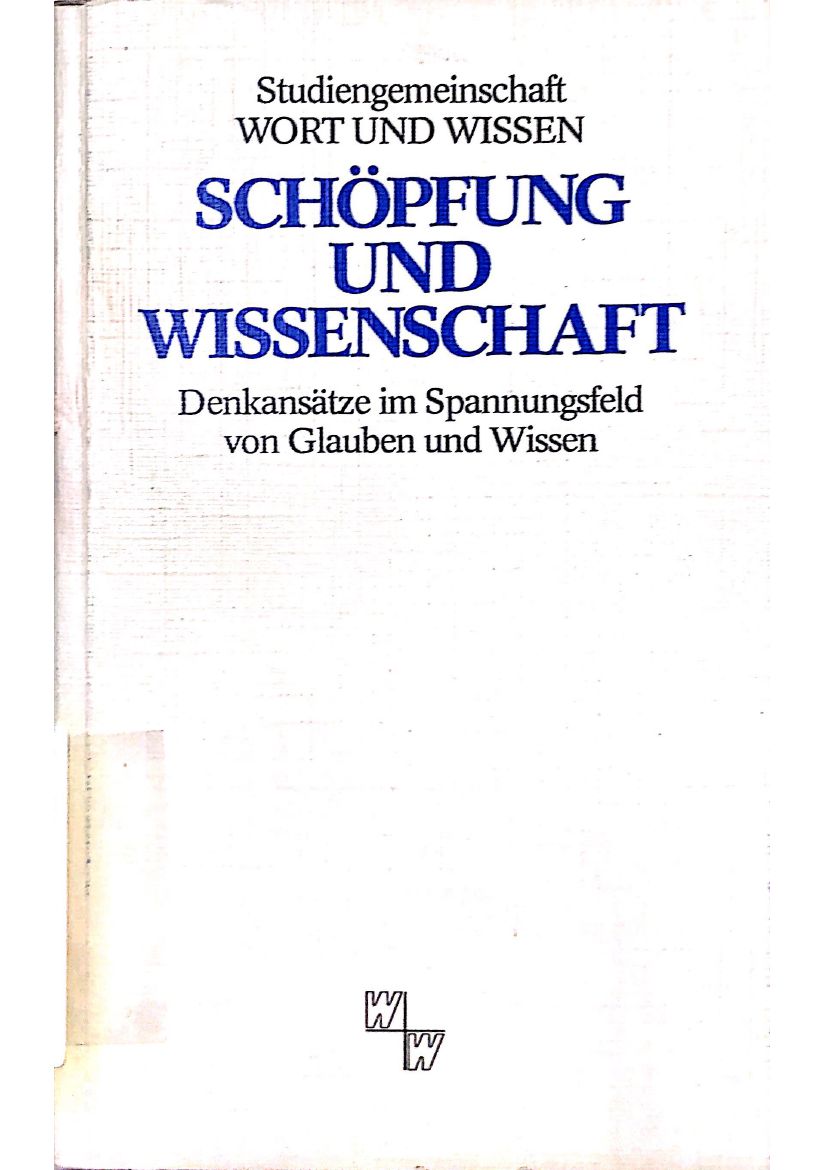 Studiengemeinschaft
WORT UND WISSEN
SCHÖPFUNG
UND
WISSENSCHAFT
Denkansätze im Spannungsfeld
von Glauben und Wissen
W
W